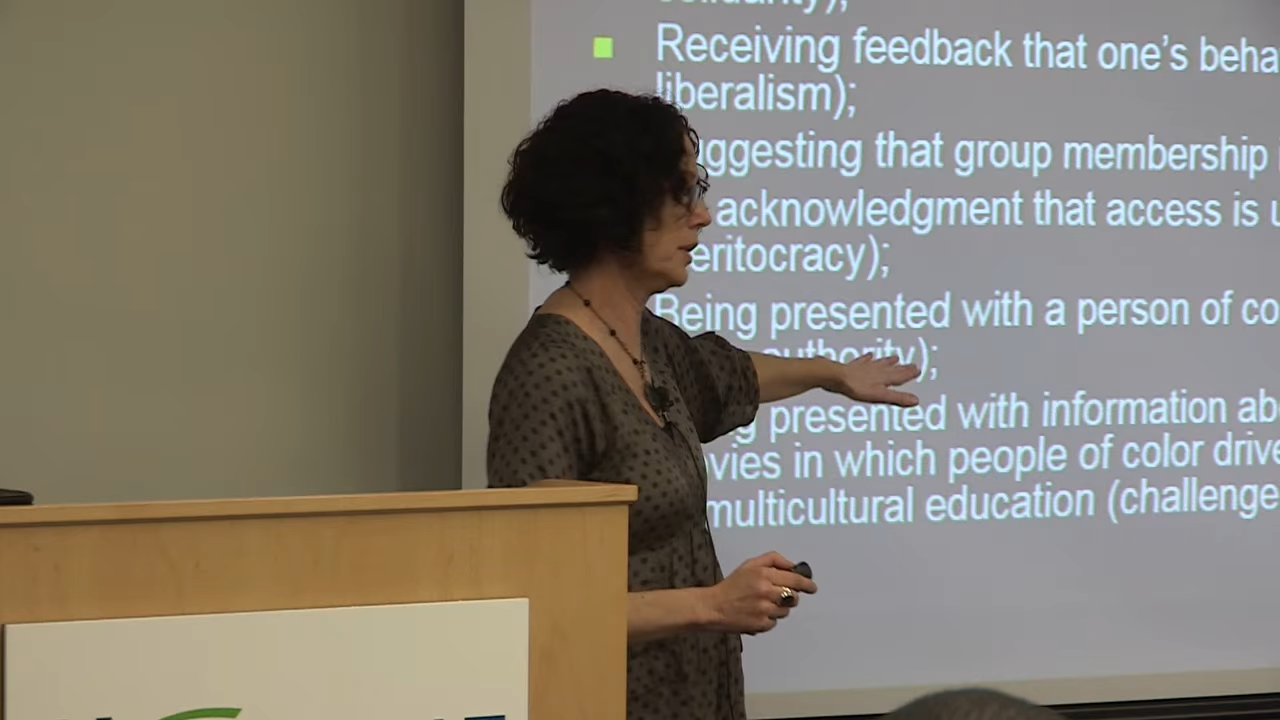 solidarity);
Receiving feedback that one's beha
liberalism);
uggesting that group membership
acknowledgment that access is u
eritocracy);
Being presented with a person of co
authority);
g presented with information ab
vies in which people of color drive
multicultural education (challenge